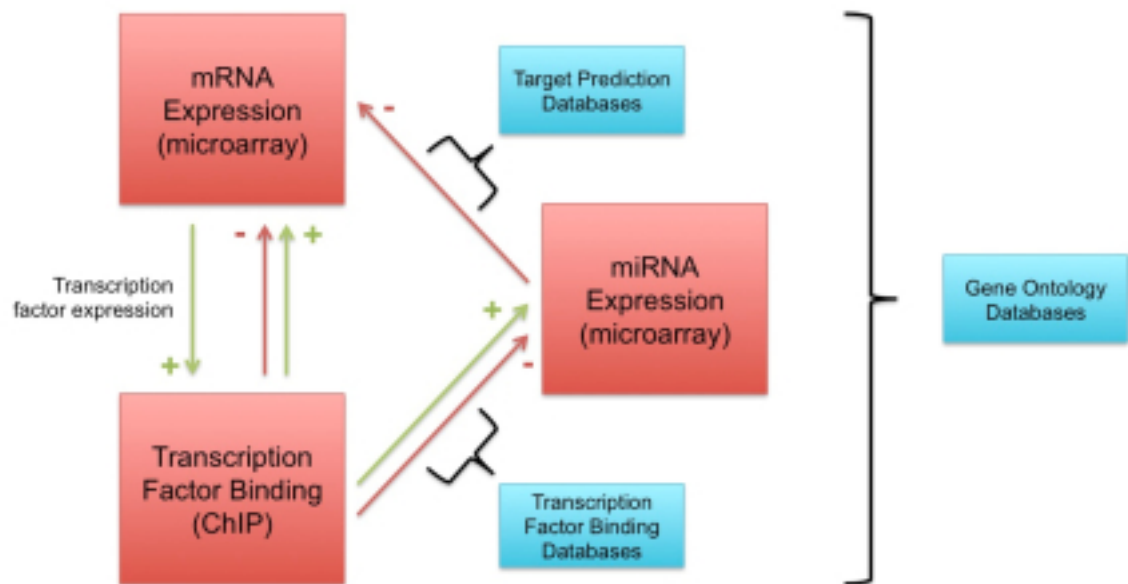 mRNA
Expression
(microarray)
Target Prediction
Databases
-
-
+
Transcription
factor expression
+
miRNA
Expression
(microarray)
+
-
Gene Ontology
Databases
Transcription
Factor Binding
(ChIP)
Transcription
Factor Binding
Databases